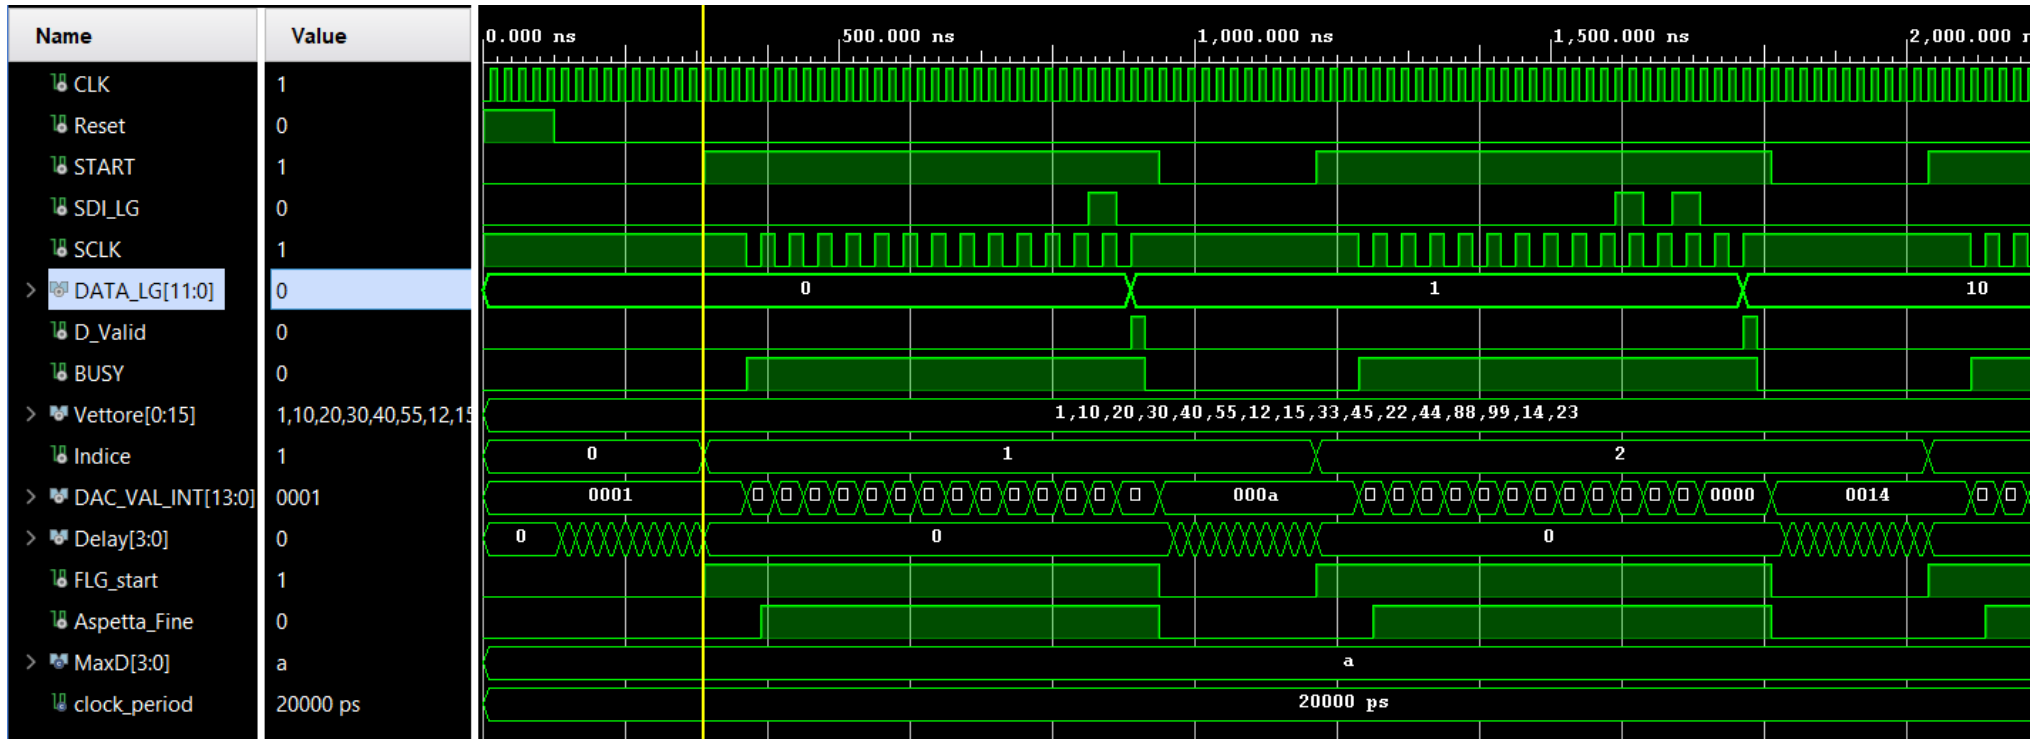 Name Value 0.000 ns 500.000 ns 1,000.000 ns 1,500.000 ns 2,000.000
CLK 1
Reset 0
START 1
SDI_LG 0
SCLK 1
DATA_LG[11:0] 0 0 1 10
D_Valid 0
BUSY 0
Vettore[0:15] 1,10,20,30,40,55,12,15 1,10,20,30,40,55,12,15,33,45,22,44,88,99,14,23
Indice 1 0 1 2
DAC_VAL_INT[13:0] 0001 0001 000a 0000 0014
Delay[3:0] 0 0 0 0
FLG_start 1
Aspetta_Fine 0
MaxD[3:0] a a
clock_period 20000 ps 20000 ps